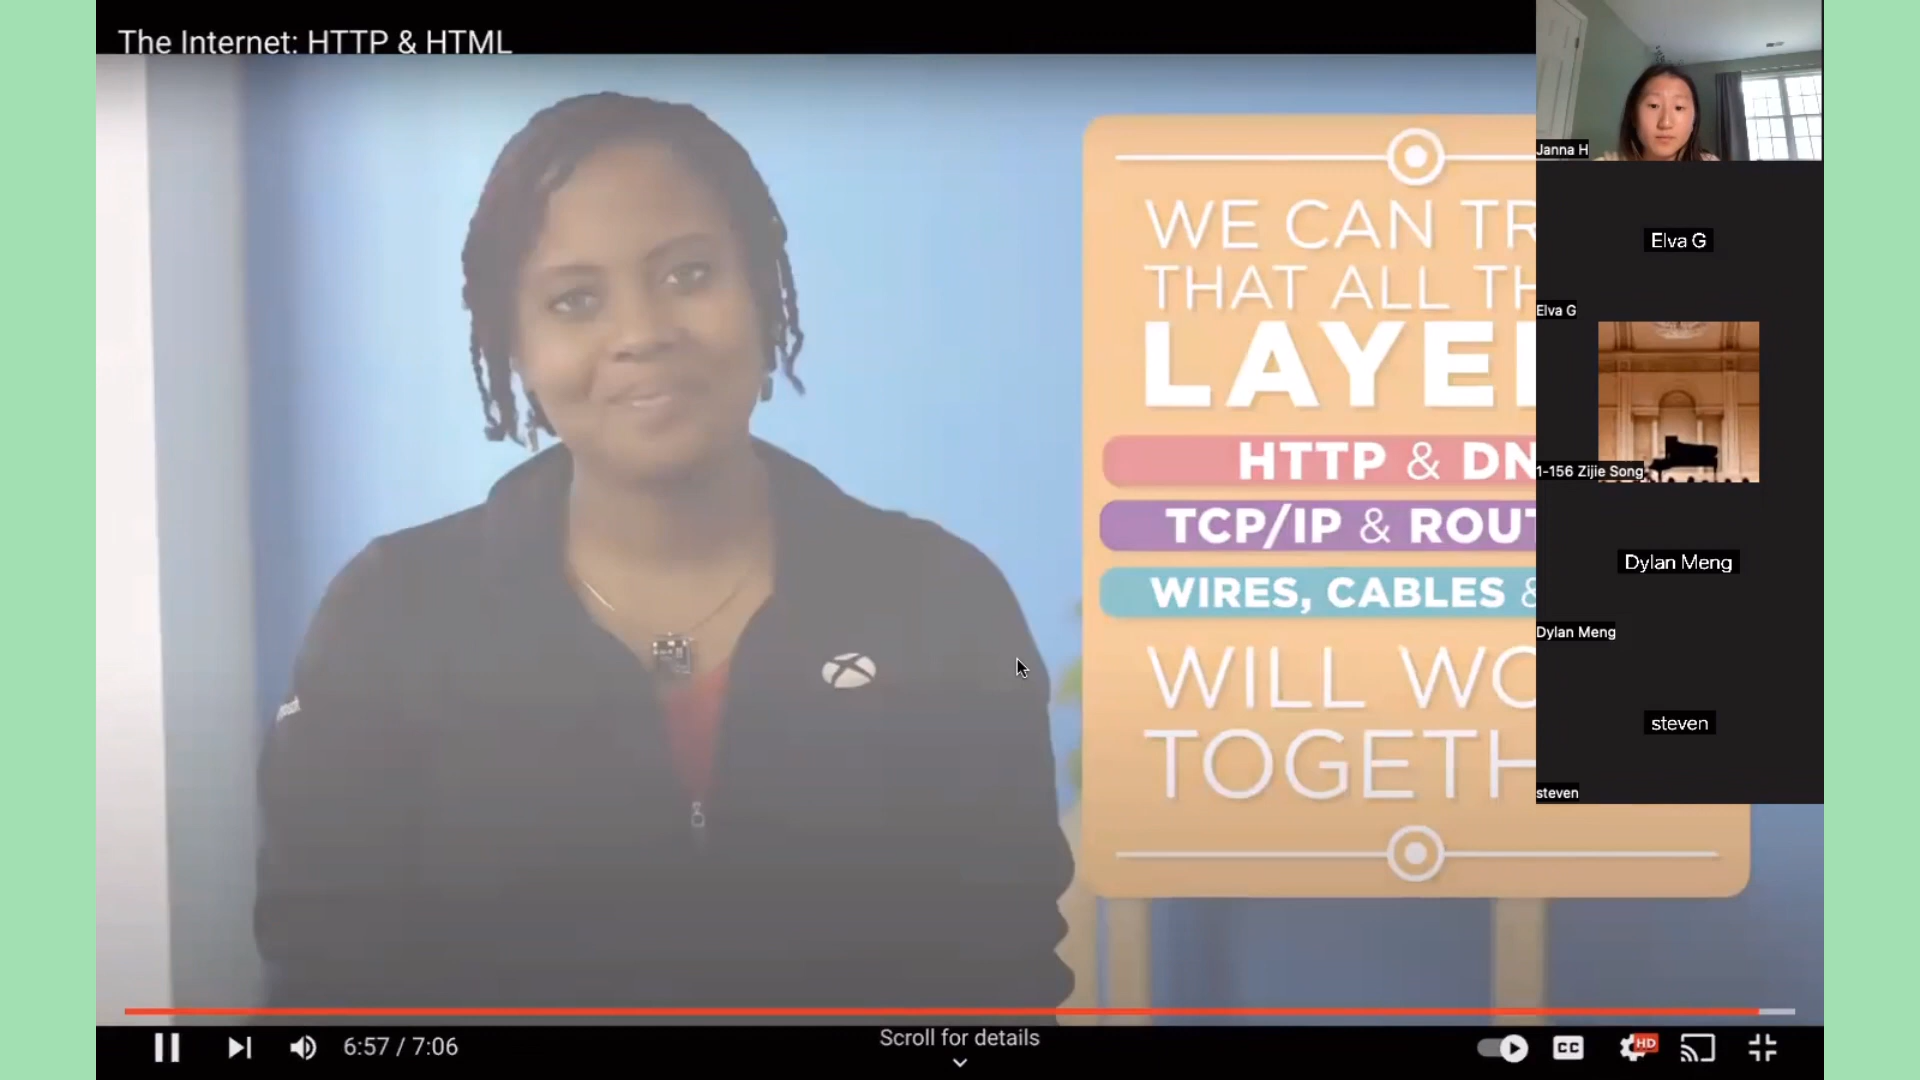 The Internet: HTTP & HTML
WE CAN TR
THAT ALL TH
LAYE
HTTP & DN
TCP/IP & ROUT
WIRES, CABLES &
WILL WO
TOGETH
Janna H
Elva G
Elva G
1-156 Zijie Song
Dylan Meng
Dylan Meng
steven
steven
6:57 / 7:06
Scroll for details
CC
HD